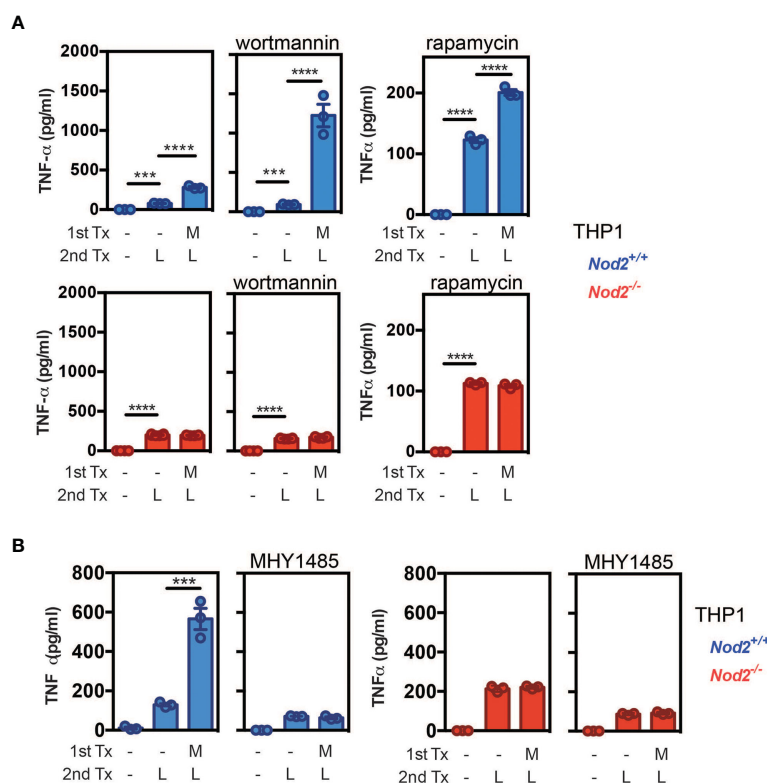 A
wortmannin
rapamycin
TNF-α (pg/ml)
2000
1500
1000
500
0
*** ****
*** ****
TNFα (pg/ml)
200
100
0
**** ****
1st Tx - - M
2nd Tx - L L
- - M
- L L
- - M
- L L
THP1
Nod2+/+
Nod2-/-
wortmannin
rapamycin
TNF-α (pg/ml)
2000
1500
1000
500
0
****
****
TNFα (pg/ml)
200
100
0
****
1st Tx - - M
2nd Tx - L L
- - M
- L L
- - M
- L L
B
MHY1485
MHY1485
TNF α(pg/ml)
800
600
400
200
0
***
TNFα (pg/ml)
800
600
400
200
0
1st Tx - - M
2nd Tx - L L
- - M
- L L
- - M
- L L
- - M
- L L
THP1
Nod2+/+
Nod2-/-